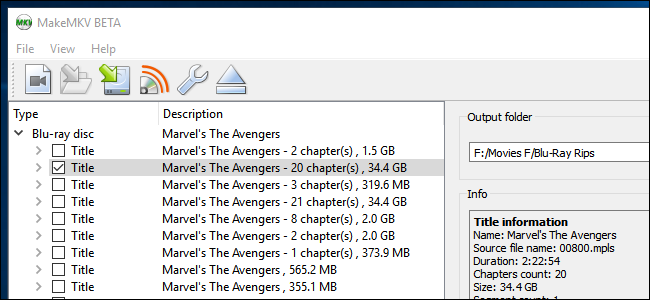 MKV MakeMKV BETA
File View Help
Type Description
Blu-ray disc Marvel's The Avengers
Title Marvel's The Avengers - 2 chapter(s) , 1.5 GB
Title Marvel's The Avengers - 20 chapter(s) , 34.4 GB
Title Marvel's The Avengers - 3 chapter(s) , 319.6 MB
Title Marvel's The Avengers - 21 chapter(s) , 34.4 GB
Title Marvel's The Avengers - 8 chapter(s) , 2.0 GB
Title Marvel's The Avengers - 2 chapter(s) , 2.0 GB
Title Marvel's The Avengers - 1 chapter(s) , 373.9 MB
Title Marvel's The Avengers , 565.2 MB
Title Marvel's The Avengers , 355.1 MB
Output folder
F:/Movies F/Blu-Ray Rips
Info
Title information
Name: Marvel's The Avengers
Source file name: 00800.mpls
Duration: 2:22:54
Chapters count: 20
Size: 34.4 GB
Segment count: 1